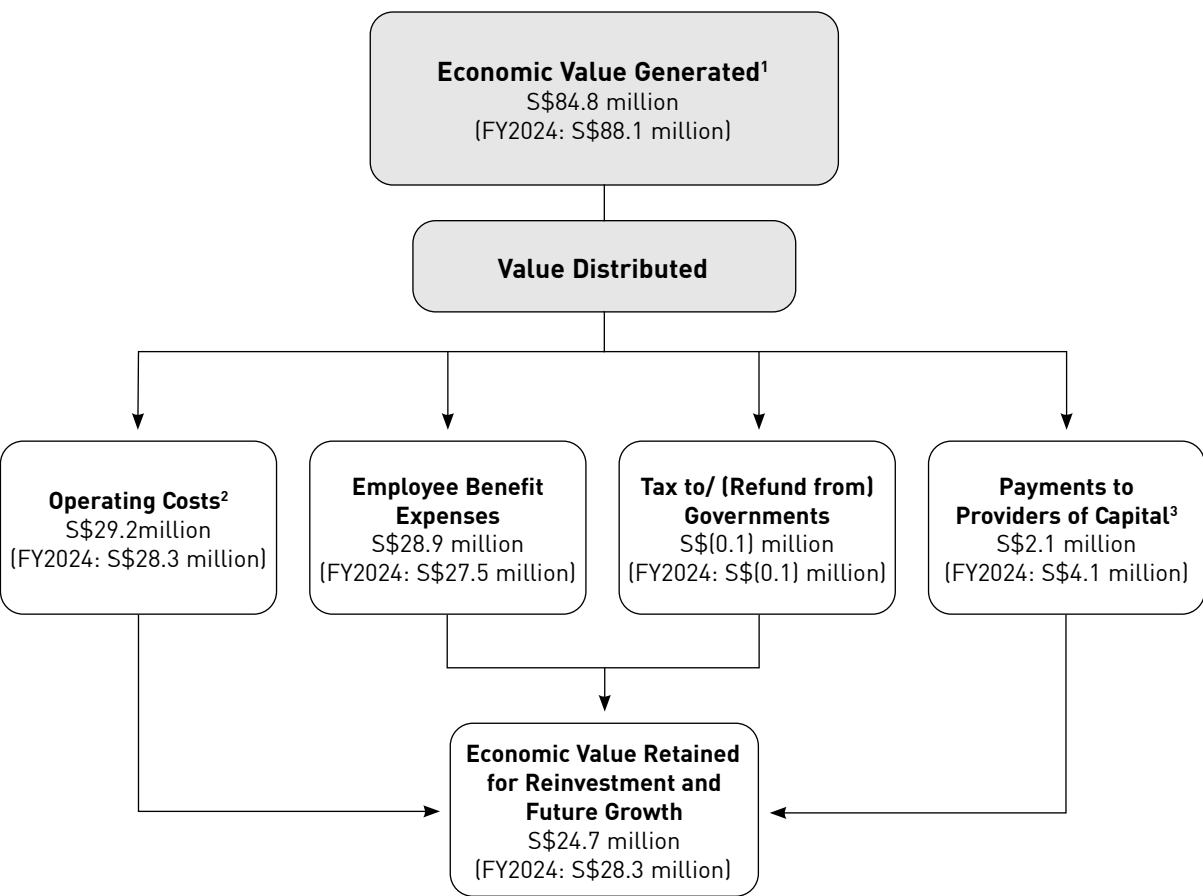 Economic Value Generated¹
S$84.8 million
(FY2024: S$88.1 million)
Value Distributed
Operating Costs²
S$29.2million
(FY2024: S$28.3 million)
Employee Benefit
Expenses
S$28.9 million
(FY2024: S$27.5 million)
Tax to/ (Refund from)
Governments
S$(0.1) million
(FY2024: S$(0.1) million)
Payments to
Providers of Capital³
S$2.1 million
(FY2024: S$4.1 million)
Economic Value Retained
for Reinvestment and
Future Growth
S$24.7 million
(FY2024: S$28.3 million)